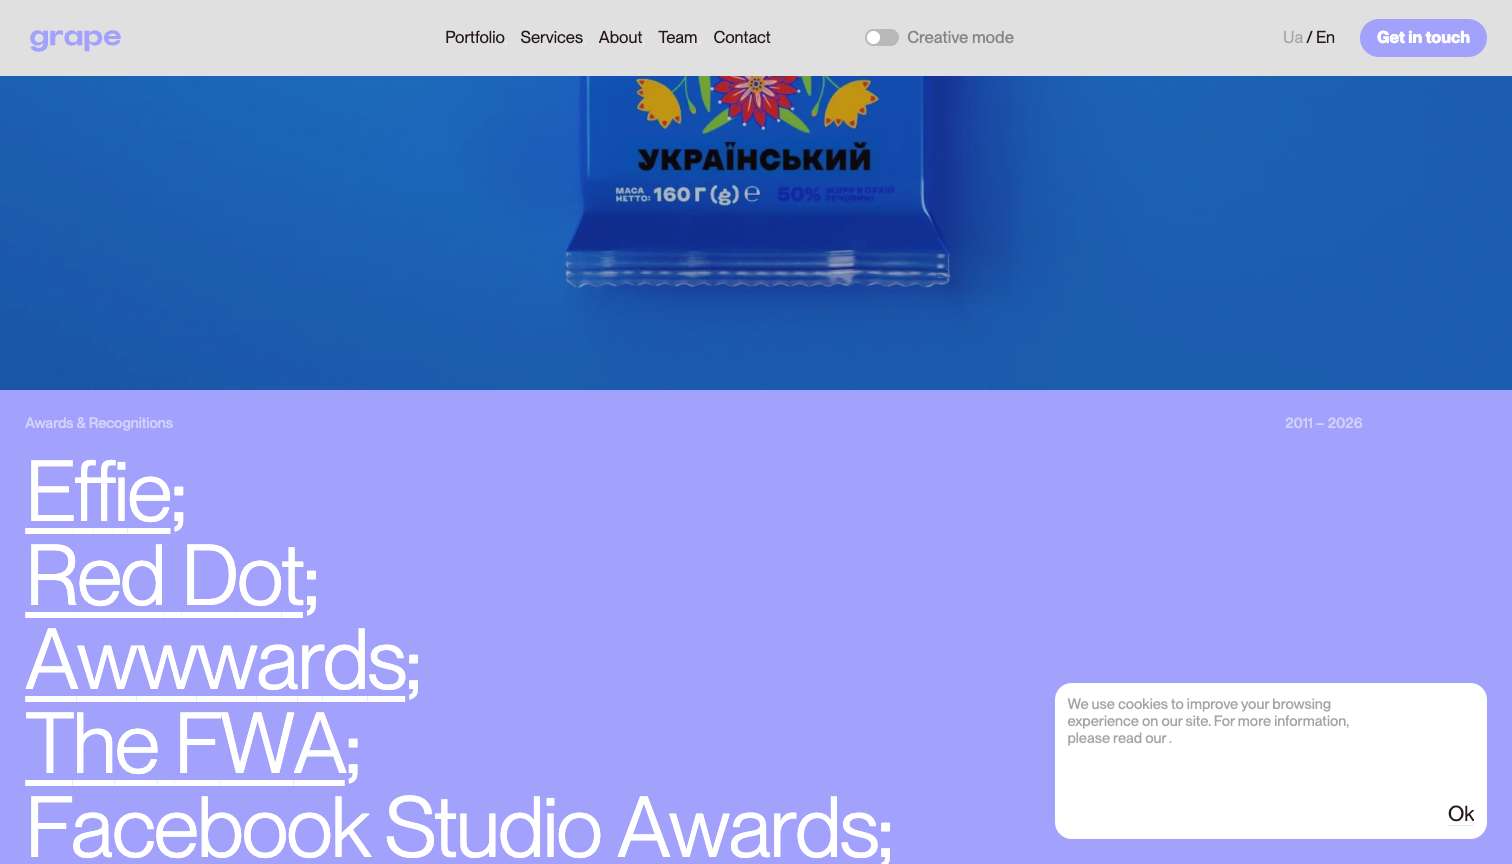 grape
Portfolio Services About Team Contact
Creative mode
Ua / En
Get in touch
УКРАЇНСЬКИЙ
МАСА
НЕТТО: 160 Г (g) ℮
50%
Awards & Recognitions
2011 – 2026
Effie;
Red Dot;
Awwwards;
The FWA;
Facebook Studio Awards;
We use cookies to improve your browsing
experience on our site. For more information,
please read our .
Ok